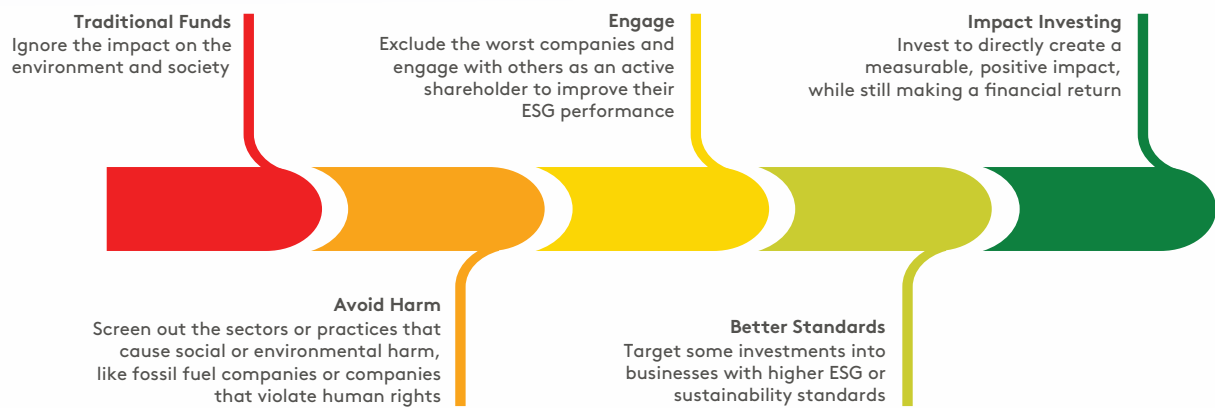 Traditional Funds
Ignore the impact on the
environment and society
Avoid Harm
Screen out the sectors or practices that
cause social or environmental harm,
like fossil fuel companies or companies
that violate human rights
Engage
Exclude the worst companies and
engage with others as an active
shareholder to improve their
ESG performance
Better Standards
Target some investments into
businesses with higher ESG or
sustainability standards
Impact Investing
Invest to directly create a
measurable, positive impact,
while still making a financial return